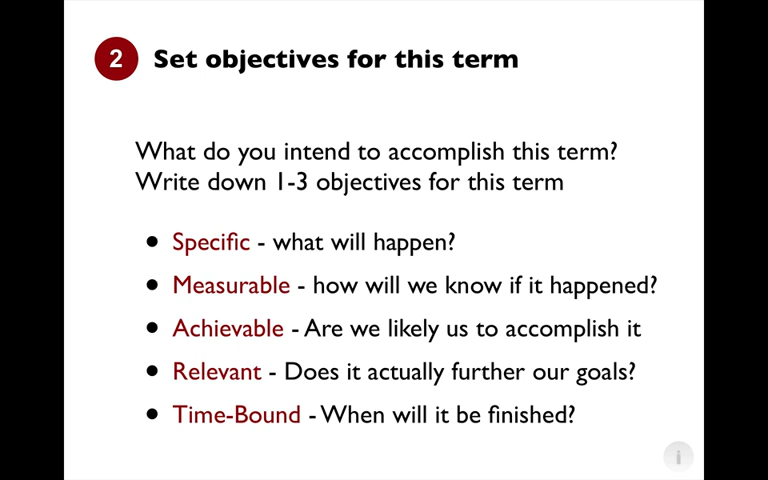 2 Set objectives for this term
What do you intend to accomplish this term?
Write down 1-3 objectives for this term
• Specific - what will happen?
• Measurable - how will we know if it happened?
• Achievable - Are we likely us to accomplish it
• Relevant - Does it actually further our goals?
• Time-Bound - When will it be finished?
i